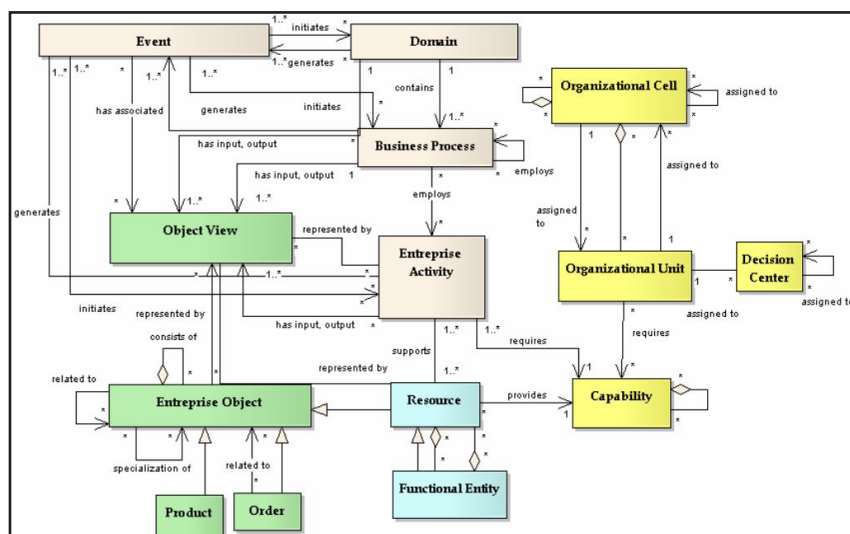 1..*
initiates
*
Event
Domain
1..*
generates
*
1..*
1..*
*
1..*
1..*
1
1
has associated
generates
initiates
contains
*
1..*
has input, output
*
Business Process
*
*
1
employs
has input, output
*
employs
generates
*
1..*
1..*
Object View
*
represented by
*
Entreprise
Activity
*
1..*
*
*
initiates
*
has input, output
represented by
consists of
*
*
1..*
1..*
supports
requires
represented by
1..*
1
related to
*
Entreprise Object
*
*
*
specialization of
related to
*
Product
Order
Resource
*
provides
1
*
*
*
Functional Entity
*
*
Organizational Cell
*
*
*
assigned to
1
*
*
assigned to
assigned
to
*
*
1
Organizational Unit
1
*
Decision
Center
*
*
assigned to
assigned to
*
requires
*
Capability
*
*